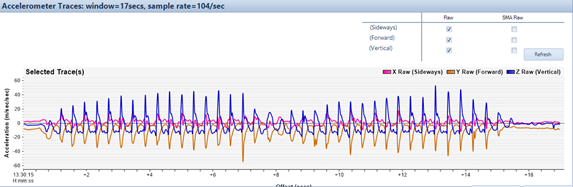 Accelerometer Traces: window=17secs, sample rate=104/sec
Raw SMA Raw
(Sideways)
(Forward)
(Vertical)
Refresh
Selected Trace(s)
X Raw (Sideways) Y Raw (Forward) Z Raw (Vertical)
Acceleration (m/sec/sec)
60
40
20
0
-20
-40
-60
13:30:15 +2 +4 +6 +8 +10 +12 +14 +16
H mm ss
Offset (secs)